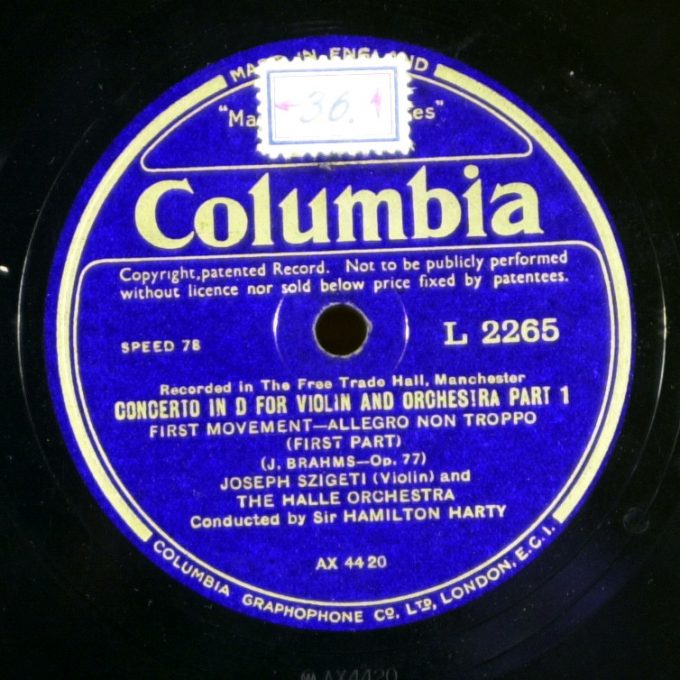 MADE IN ENGLAND
36.
Columbia
Copyright, patented Record. Not to be publicly performed
without licence nor sold below price fixed by patentees.
SPEED 78
L 2265
Recorded in The Free Trade Hall, Manchester
CONCERTO IN D FOR VIOLIN AND ORCHESTRA PART 1
FIRST MOVEMENT—ALLEGRO NON TROPPO
(FIRST PART)
(J. BRAHMS—Op. 77)
JOSEPH SZIGETI (Violin) and
THE HALLE ORCHESTRA
Conducted by Sir HAMILTON HARTY
AX 4420
COLUMBIA GRAPHOPHONE Co. LTD, LONDON, E.C.1.
AX4420